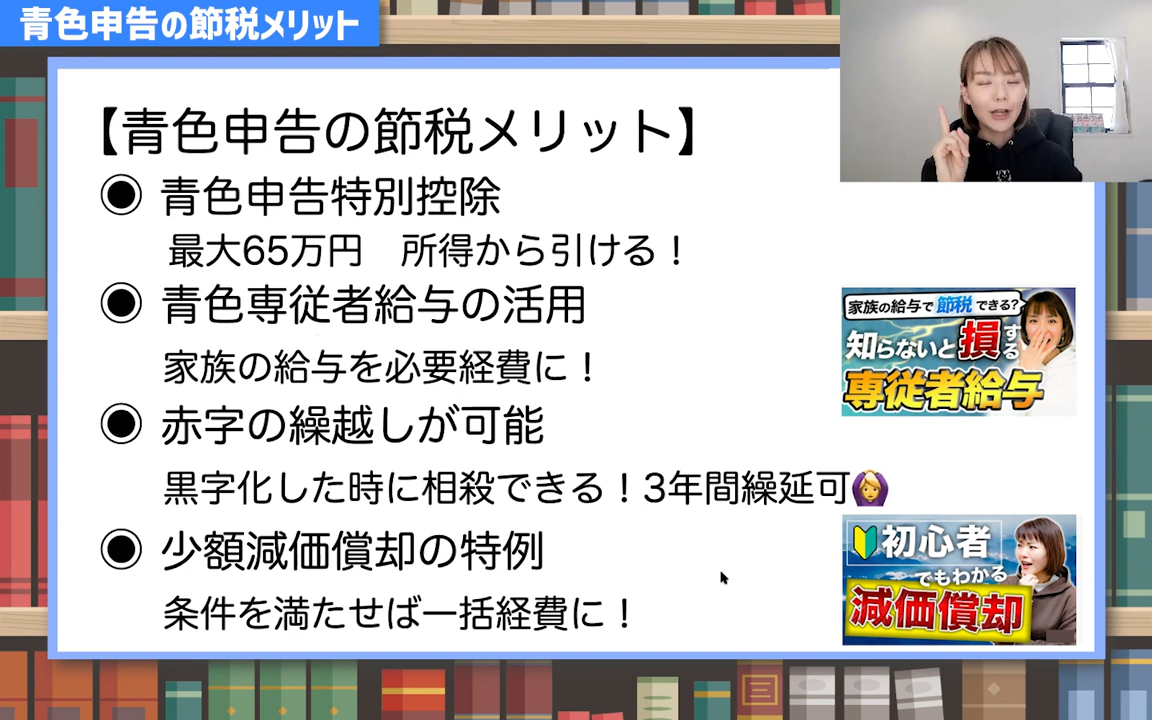 青色申告の節税メリット
【青色申告の節税メリット】
◉ 青色申告特別控除
最大65万円　所得から引ける！
◉ 青色専従者給与の活用
家族の給与を必要経費に！
◉ 赤字の繰越しが可能
黒字化した時に相殺できる！3年間繰延可🙆‍♀️
◉ 少額減価償却の特例
条件を満たせば一括経費に！
家族の給与で節税できる？
知らないと損する
専従者給与
初心者
でもわかる
減価償却